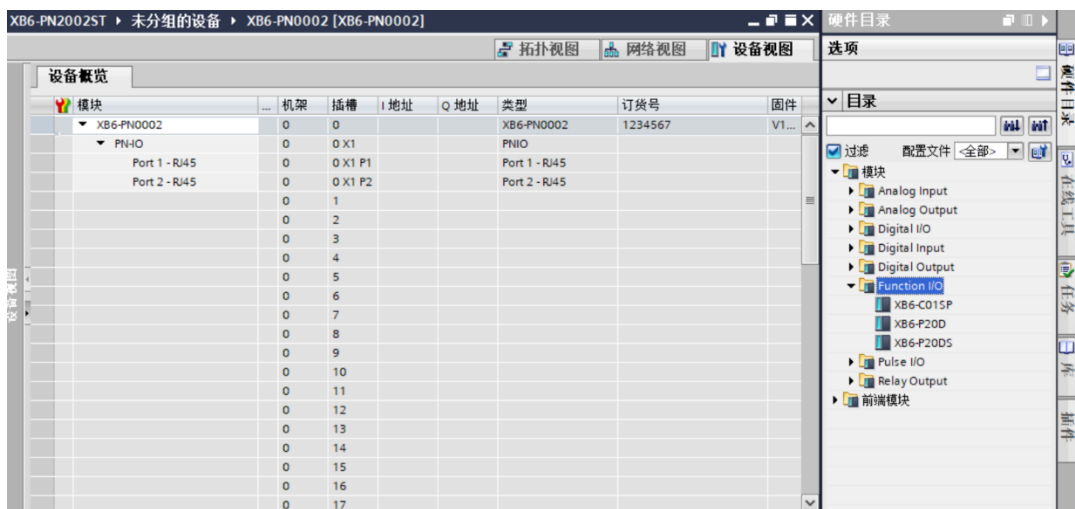 XB6-PN2002ST ▸ 未分组的设备 ▸ XB6-PN0002 [XB6-PN0002]
硬件目录
拓扑视图 网络视图 设备视图
选项
设备概览
模块 ... 机架 插槽 I 地址 Q 地址 类型 订货号 固件
XB6-PN0002 0 0 XB6-PN0002 1234567 V1...
PN-IO 0 0 X1 PNIO
Port 1 - RJ45 0 0 X1 P1 Port 1 - RJ45
Port 2 - RJ45 0 0 X1 P2 Port 2 - RJ45
0 1
0 2
0 3
0 4
0 5
0 6
0 7
0 8
0 9
0 10
0 11
0 12
0 13
0 14
0 15
0 16
0 17
目录
过滤 配置文件 <全部>
模块
Analog Input
Analog Output
Digital I/O
Digital Input
Digital Output
Function I/O
XB6-C01SP
XB6-P20D
XB6-P20DS
Pulse I/O
Relay Output
前端模块
硬件目录
在线工具
任务
库
插件
设备视图